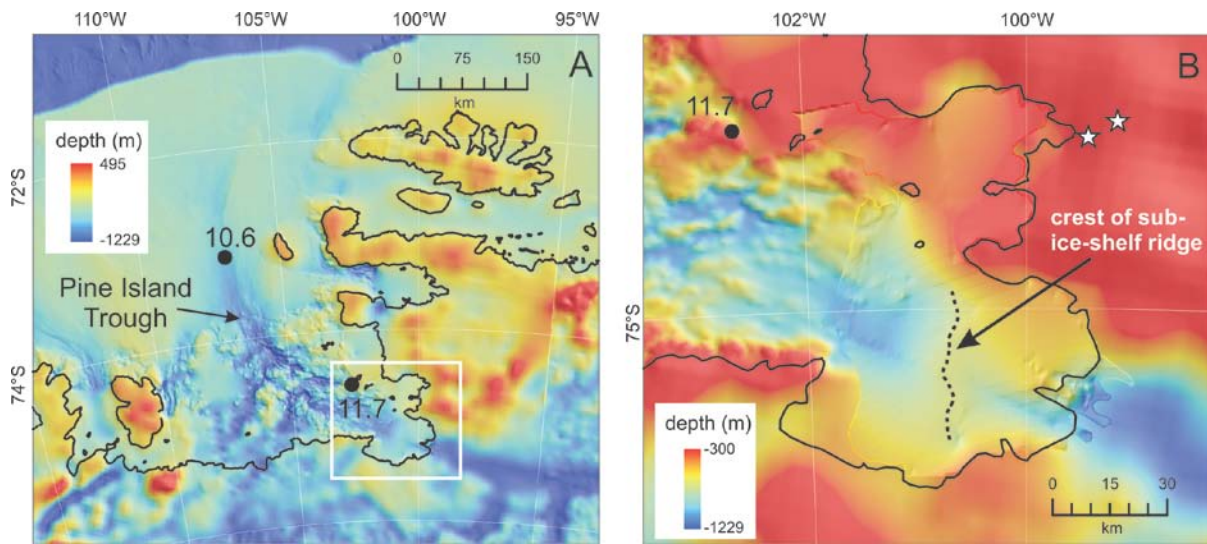 110°W 105°W 100°W 95°W
A
0 75 150
km
depth (m)
495
-1229
72°S
10.6
Pine Island
Trough
74°S
11.7
102°W 100°W
B
11.7
crest of sub-
ice-shelf ridge
75°S
depth (m)
-300
-1229
0 15 30
km